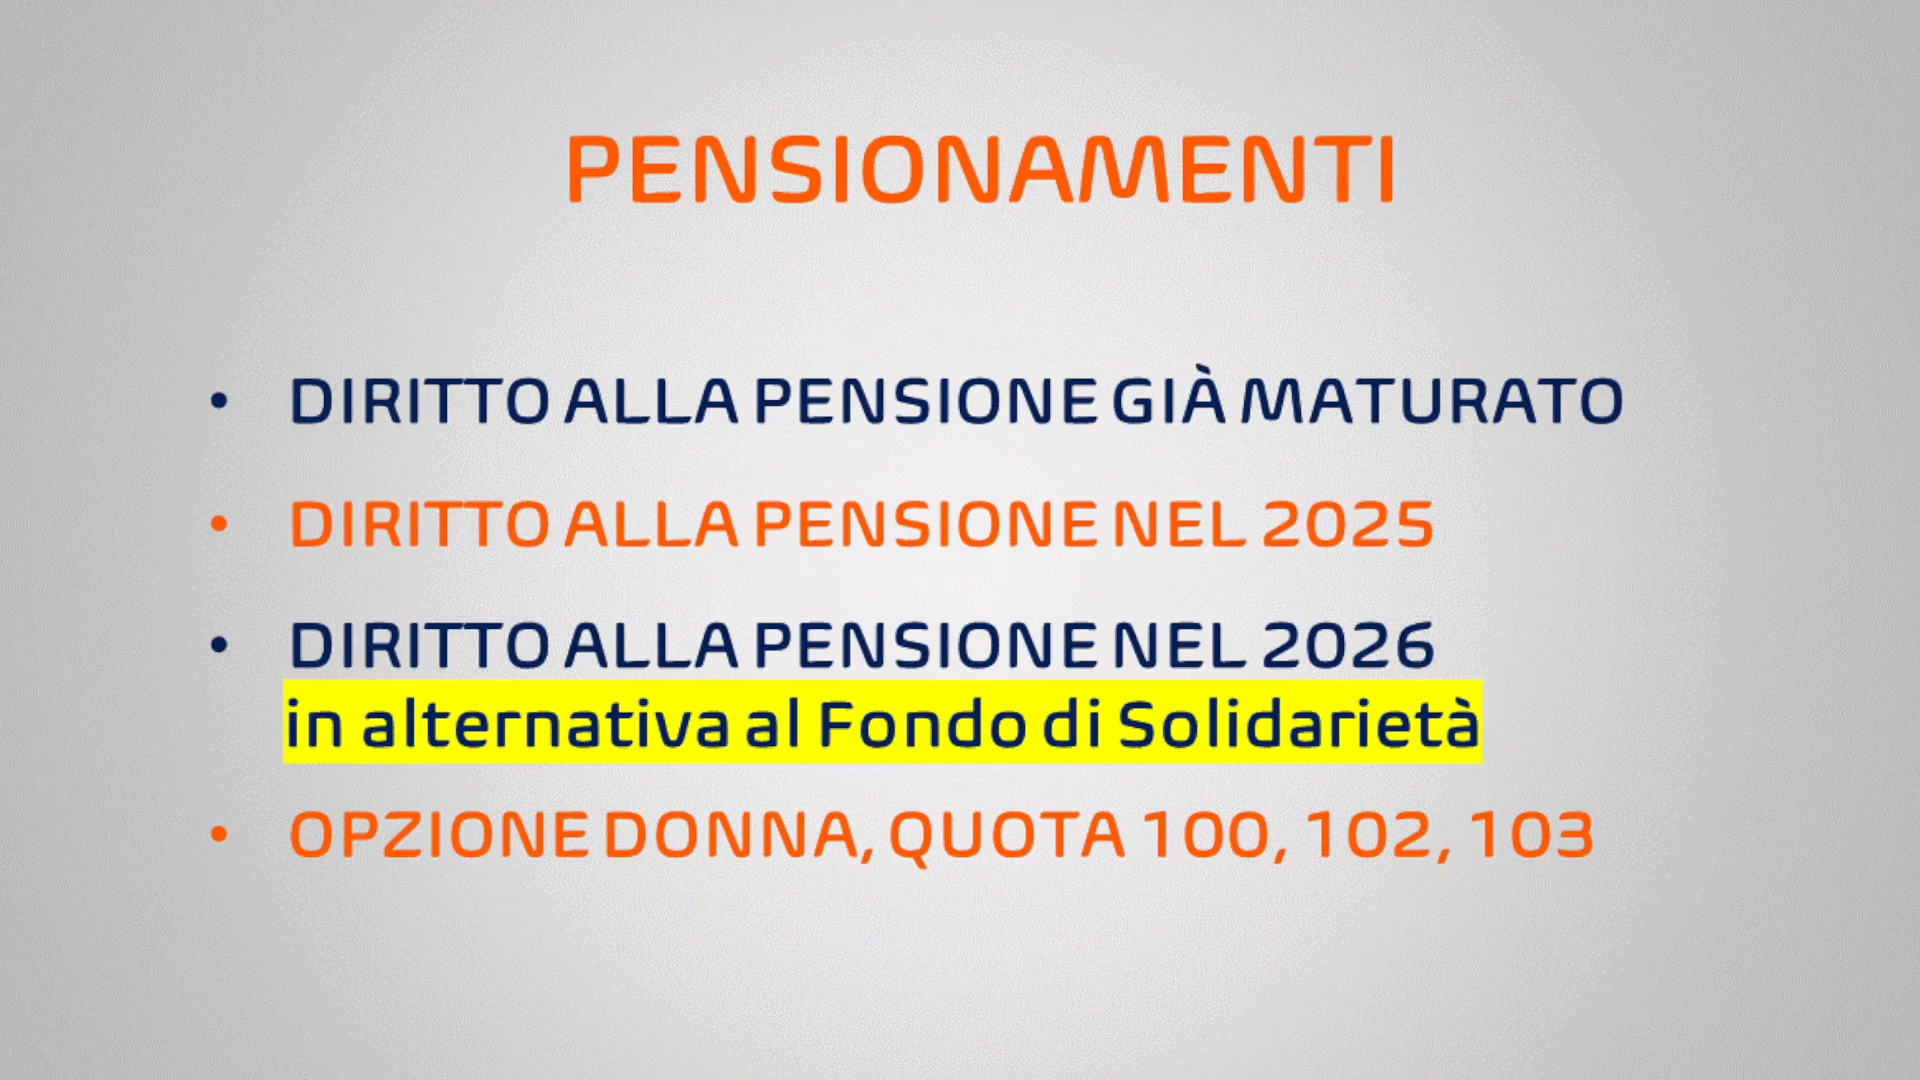 PENSIONAMENTI
• DIRITTO ALLA PENSIONE GIÀ MATURATO
• DIRITTO ALLA PENSIONE NEL 2025
• DIRITTO ALLA PENSIONE NEL 2026
in alternativa al Fondo di Solidarietà
• OPZIONE DONNA, QUOTA 100, 102, 103